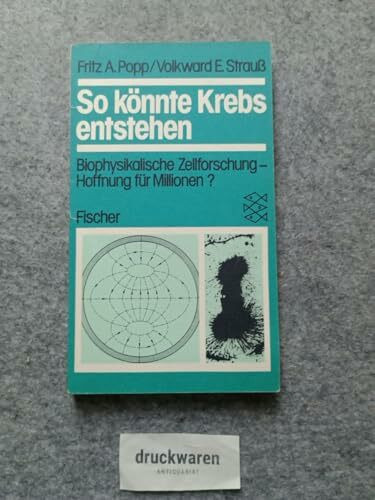 Fritz A. Popp/Volkward E. Strauß
So könnte Krebs
entstehen
Biophysikalische Zellforschung –
Hoffnung für Millionen ?
Fischer
druckwaren
ANTIQUARIAT